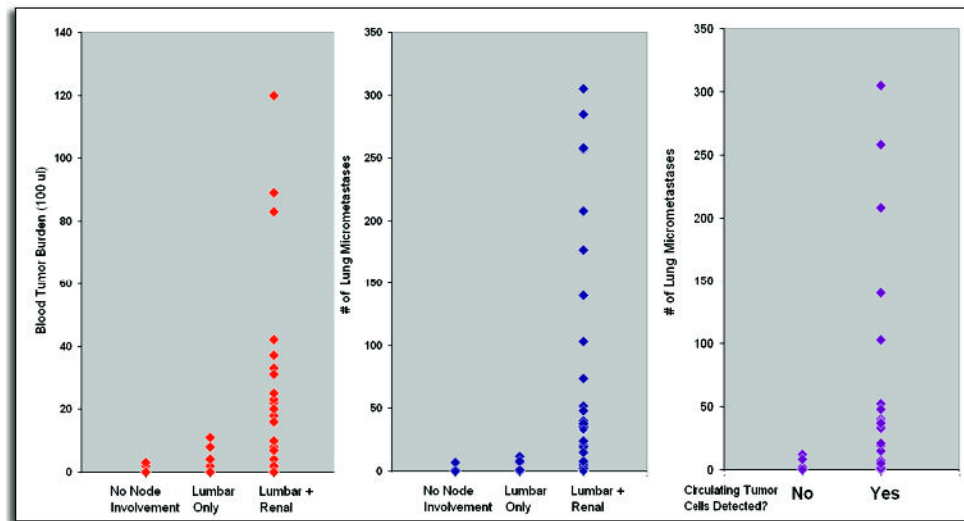 140
120
100
80
60
40
20
0
Blood Tumor Burden (100 ul)
No Node
Involvement
Lumbar
Only
Lumbar +
Renal
350
300
250
200
150
100
50
0
# of Lung Micrometastases
No Node
Involvement
Lumbar
Only
Lumbar +
Renal
350
300
250
200
150
100
50
0
# of Lung Micrometastases
Circulating Tumor
Cells Detected?
No
Yes